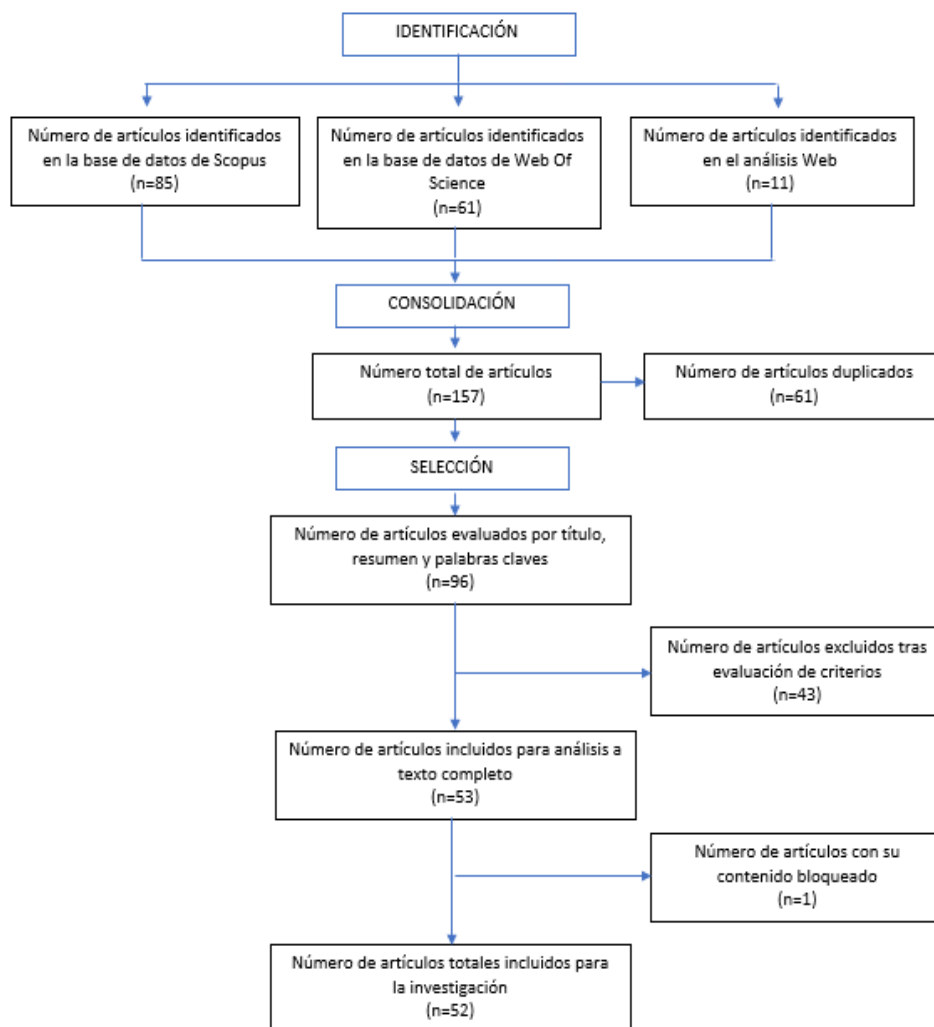 IDENTIFICACIÓN
Número de artículos identificados
en la base de datos de Scopus
(n=85)
Número de artículos identificados
en la base de datos de Web Of
Science
(n=61)
Número de artículos identificados
en el análisis Web
(n=11)
CONSOLIDACIÓN
Número total de artículos
(n=157)
Número de artículos duplicados
(n=61)
SELECCIÓN
Número de artículos evaluados por título,
resumen y palabras claves
(n=96)
Número de artículos excluidos tras
evaluación de criterios
(n=43)
Número de artículos incluidos para análisis a
texto completo
(n=53)
Número de artículos con su
contenido bloqueado
(n=1)
Número de artículos totales incluidos para
la investigación
(n=52)